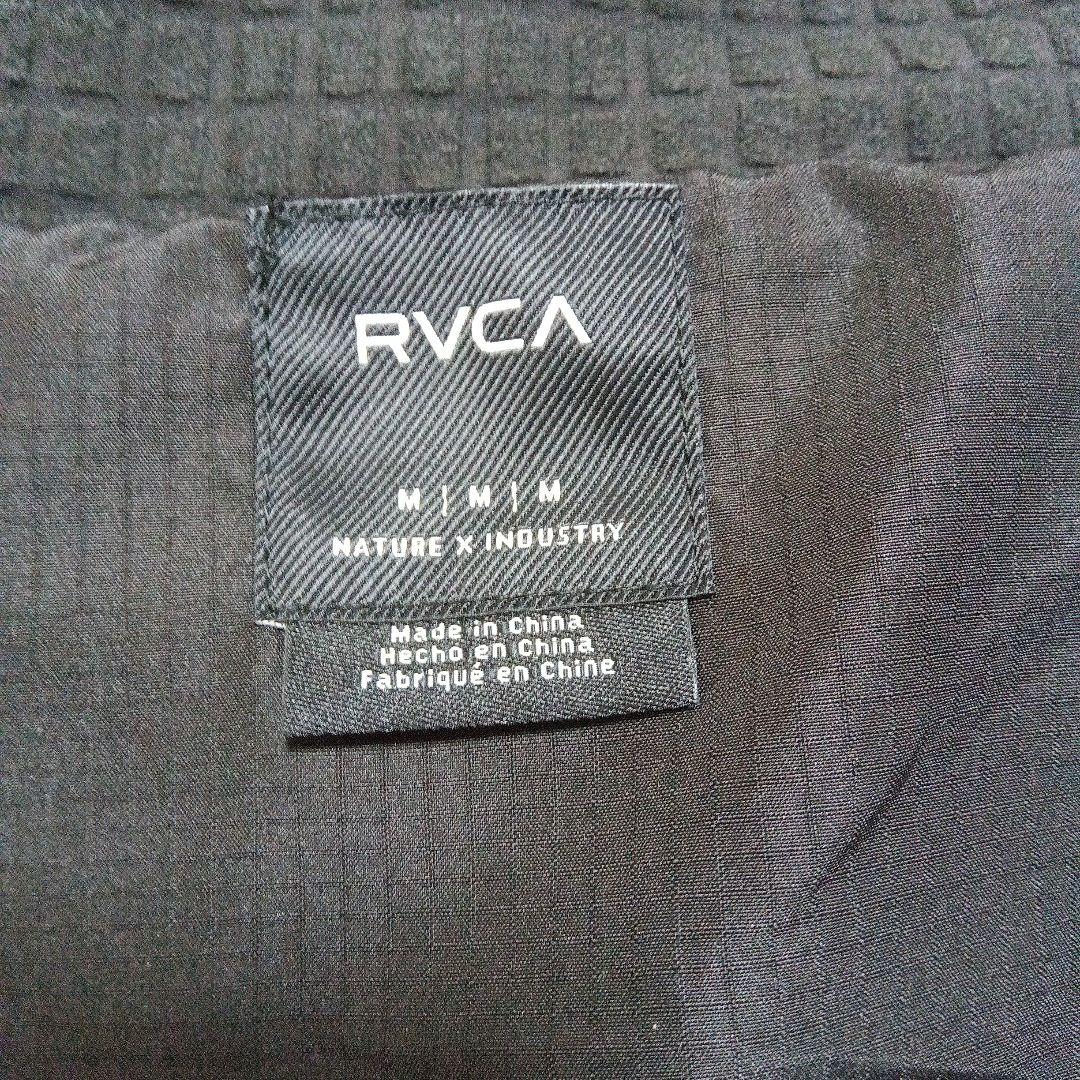 RVCA
M | M | M
NATURE X INDUSTRY
Made in China
Hecho en China
Fabriqué en Chine